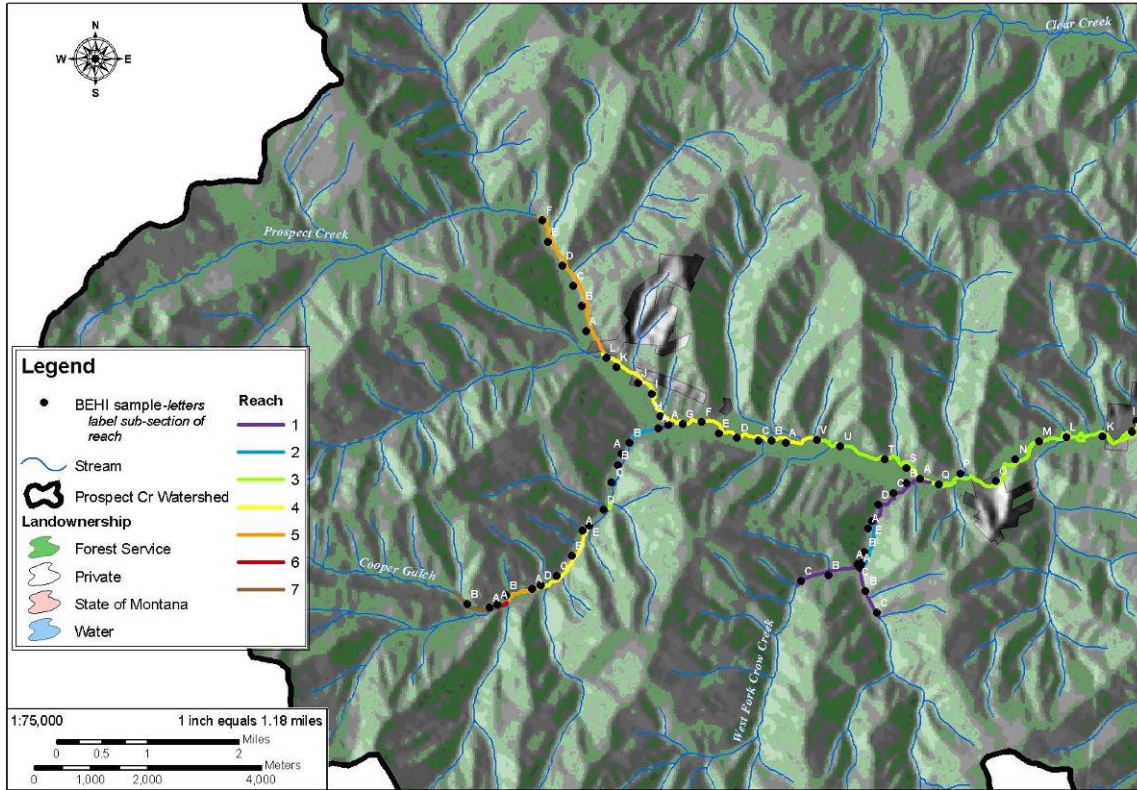 N
W E
S
Clear Creek
Prospect Creek
F
E
D
C
B
A
L
K
J
A G F
E D C B A V
U
T
S
A Q P
N
M
L
K
B
A
B
D
A
E
D
A
B
A A
B
Cooper Gulch
D C
A
E
B
C B
B
C
West Fork Crow Creek
Legend
BEHI sample-letters
label sub-section of
reach
Stream
Prospect Cr Watershed
Landownership
Forest Service
Private
State of Montana
Water
Reach
1
2
3
4
5
6
7
1:75,000 1 inch equals 1.18 miles
0 0.5 1 2 Miles
0 1,000 2,000 4,000 Meters